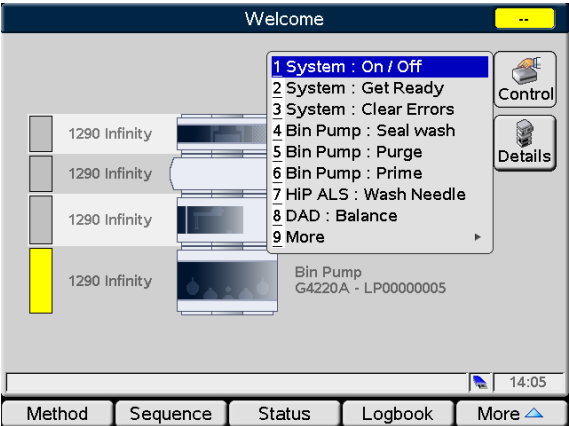 Welcome
--
1 System : On / Off
2 System : Get Ready
3 System : Clear Errors
4 Bin Pump : Seal wash
5 Bin Pump : Purge
6 Bin Pump : Prime
7 HiP ALS : Wash Needle
8 DAD : Balance
9 More
Control
Details
1290 Infinity
1290 Infinity
1290 Infinity
1290 Infinity
Bin Pump
G4220A - LP00000005
14:05
Method Sequence Status Logbook More